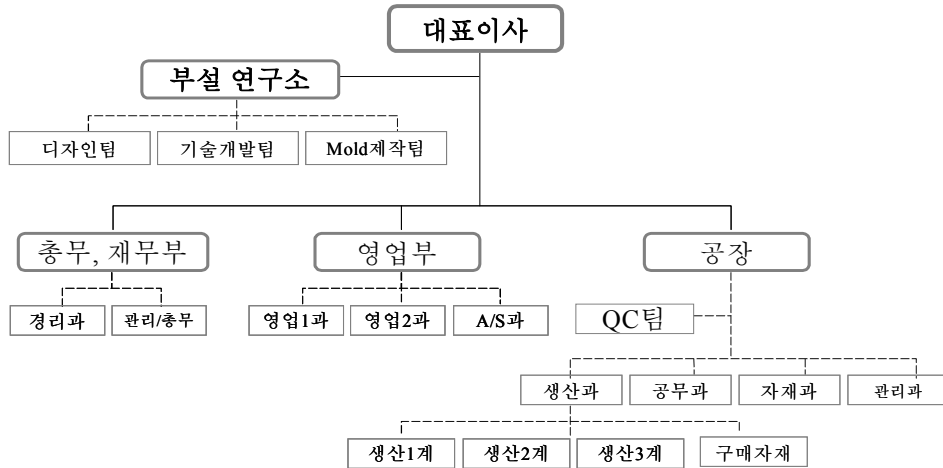 대표이사
부설 연구소
디자인팀 기술개발팀 Mold제작팀
총무, 재무부 영업부 공장
경리과 관리/총무 영업1과 영업2과 A/S과 QC팀
생산과 공무과 자재과 관리과
생산1계 생산2계 생산3계 구매자재